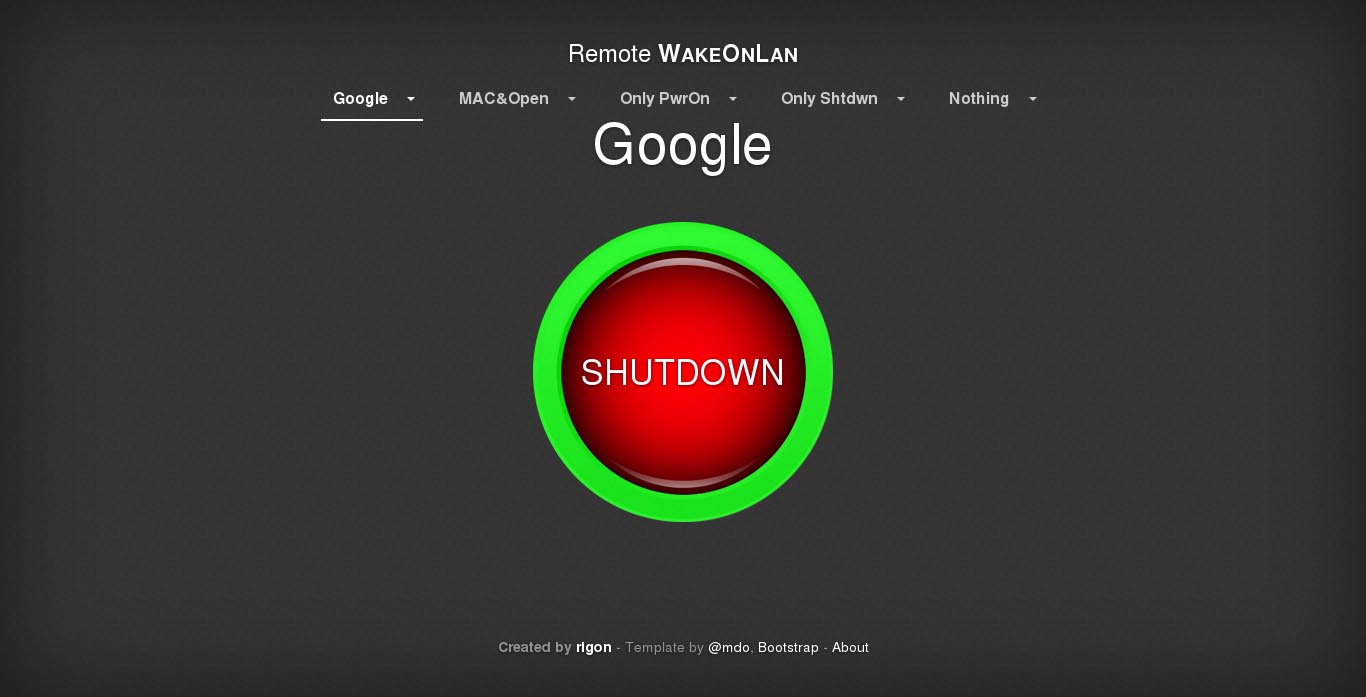 Remote WAKEONLAN
Google MAC&Open Only PwrOn Only Shtdwn Nothing
Google
SHUTDOWN
Created by rigon - Template by @mdo, Bootstrap - About